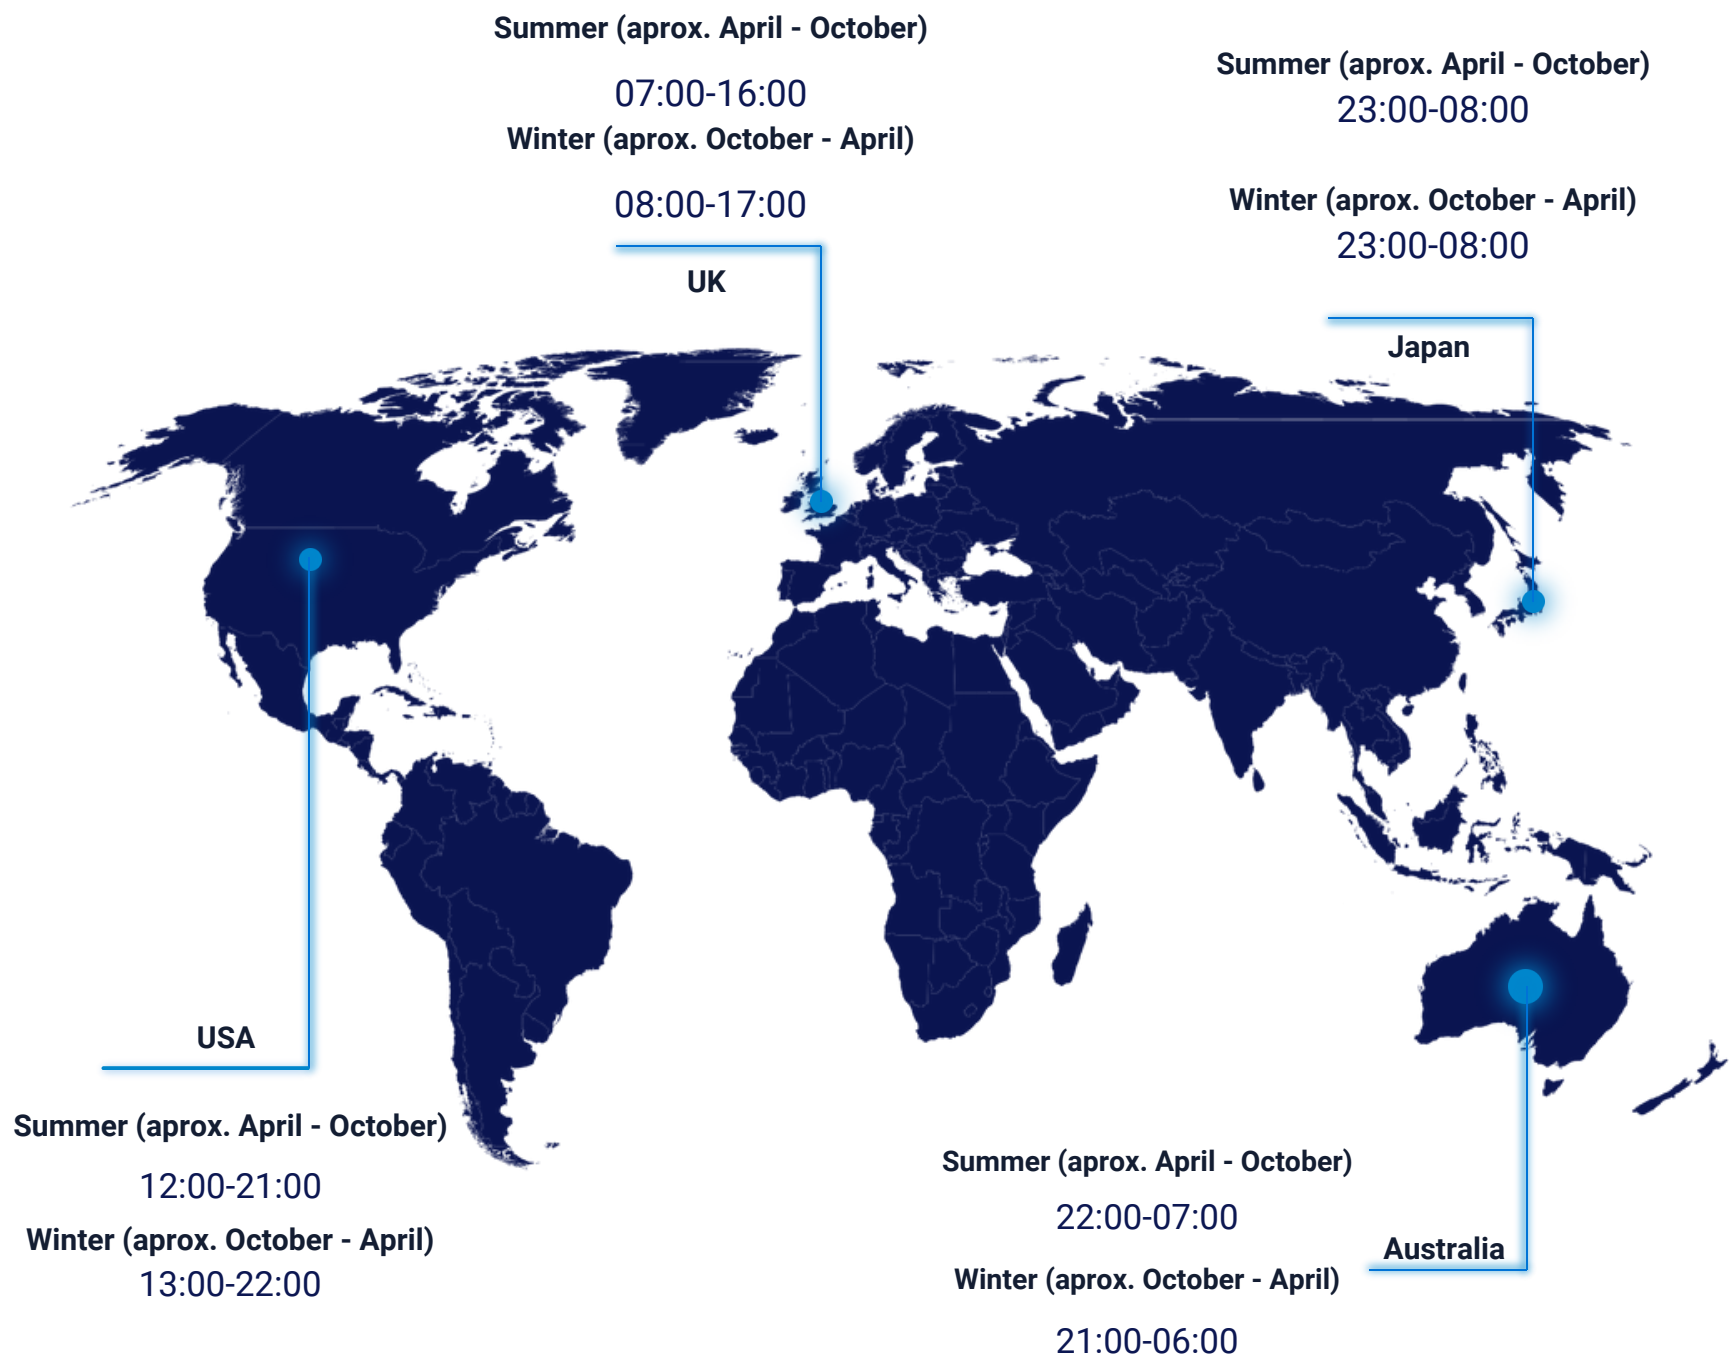 Summer (aprox. April - October)
07:00-16:00
Winter (aprox. October - April)
08:00-17:00
UK
Summer (aprox. April - October)
23:00-08:00
Winter (aprox. October - April)
23:00-08:00
Japan
USA
Summer (aprox. April - October)
12:00-21:00
Winter (aprox. October - April)
13:00-22:00
Summer (aprox. April - October)
22:00-07:00
Australia
Winter (aprox. October - April)
21:00-06:00